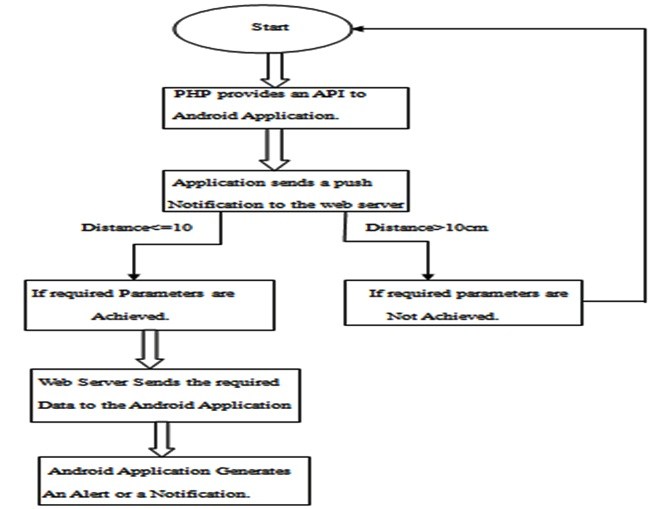 Start
PHP provides an API to
Android Application.
Application sends a push
Notification to the web server
Distance<=10
Distance>10cm
If required Parameters are
Achieved.
If required parameters are
Not Achieved.
Web Server Sends the required
Data to the Android Application
Android Application Generates
An Alert or a Notification.